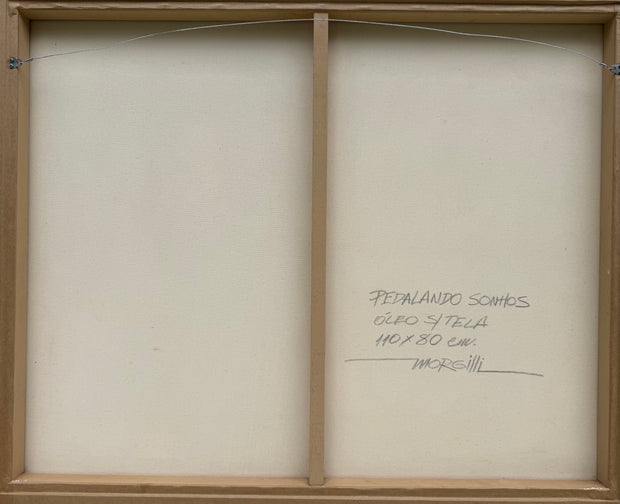 PEDALANDO SONHOS
ÓLEO S/TELA
110 X 80 cm.
MORGilli